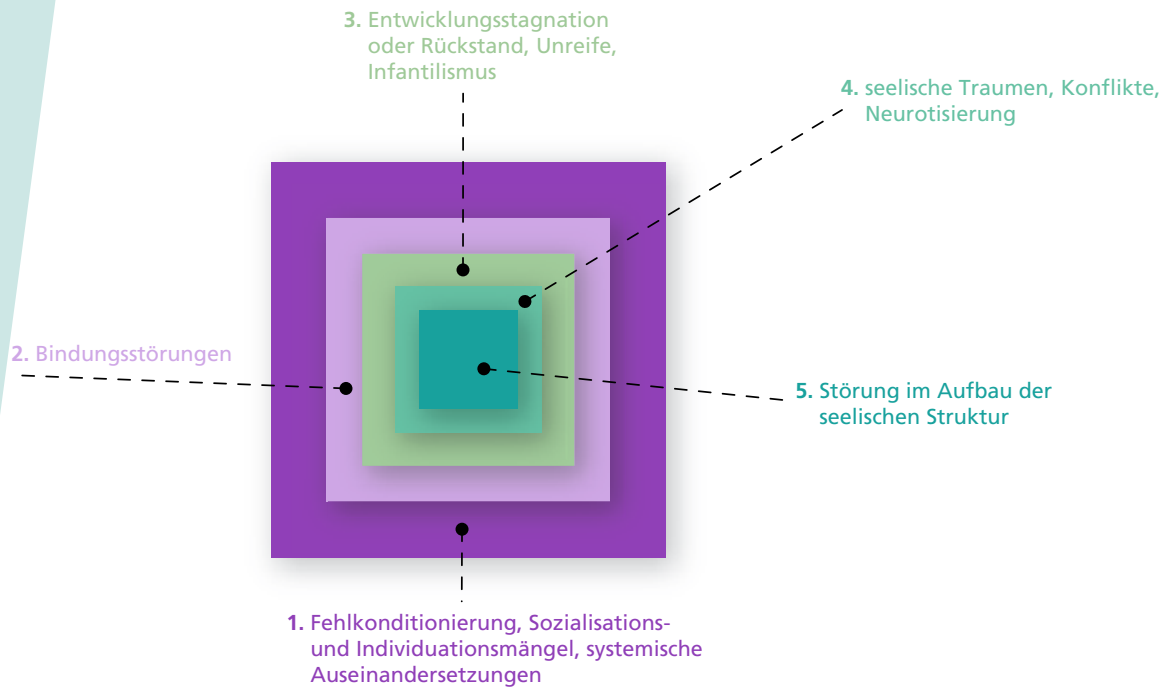 3. Entwicklungsstagnation
oder Rückstand, Unreife,
Infantilismus
4. seelische Traumen, Konflikte,
Neurotisierung
2. Bindungsstörungen
5. Störung im Aufbau der
seelischen Struktur
1. Fehlkonditionierung, Sozialisations-
und Individuationsmängel, systemische
Auseinandersetzungen